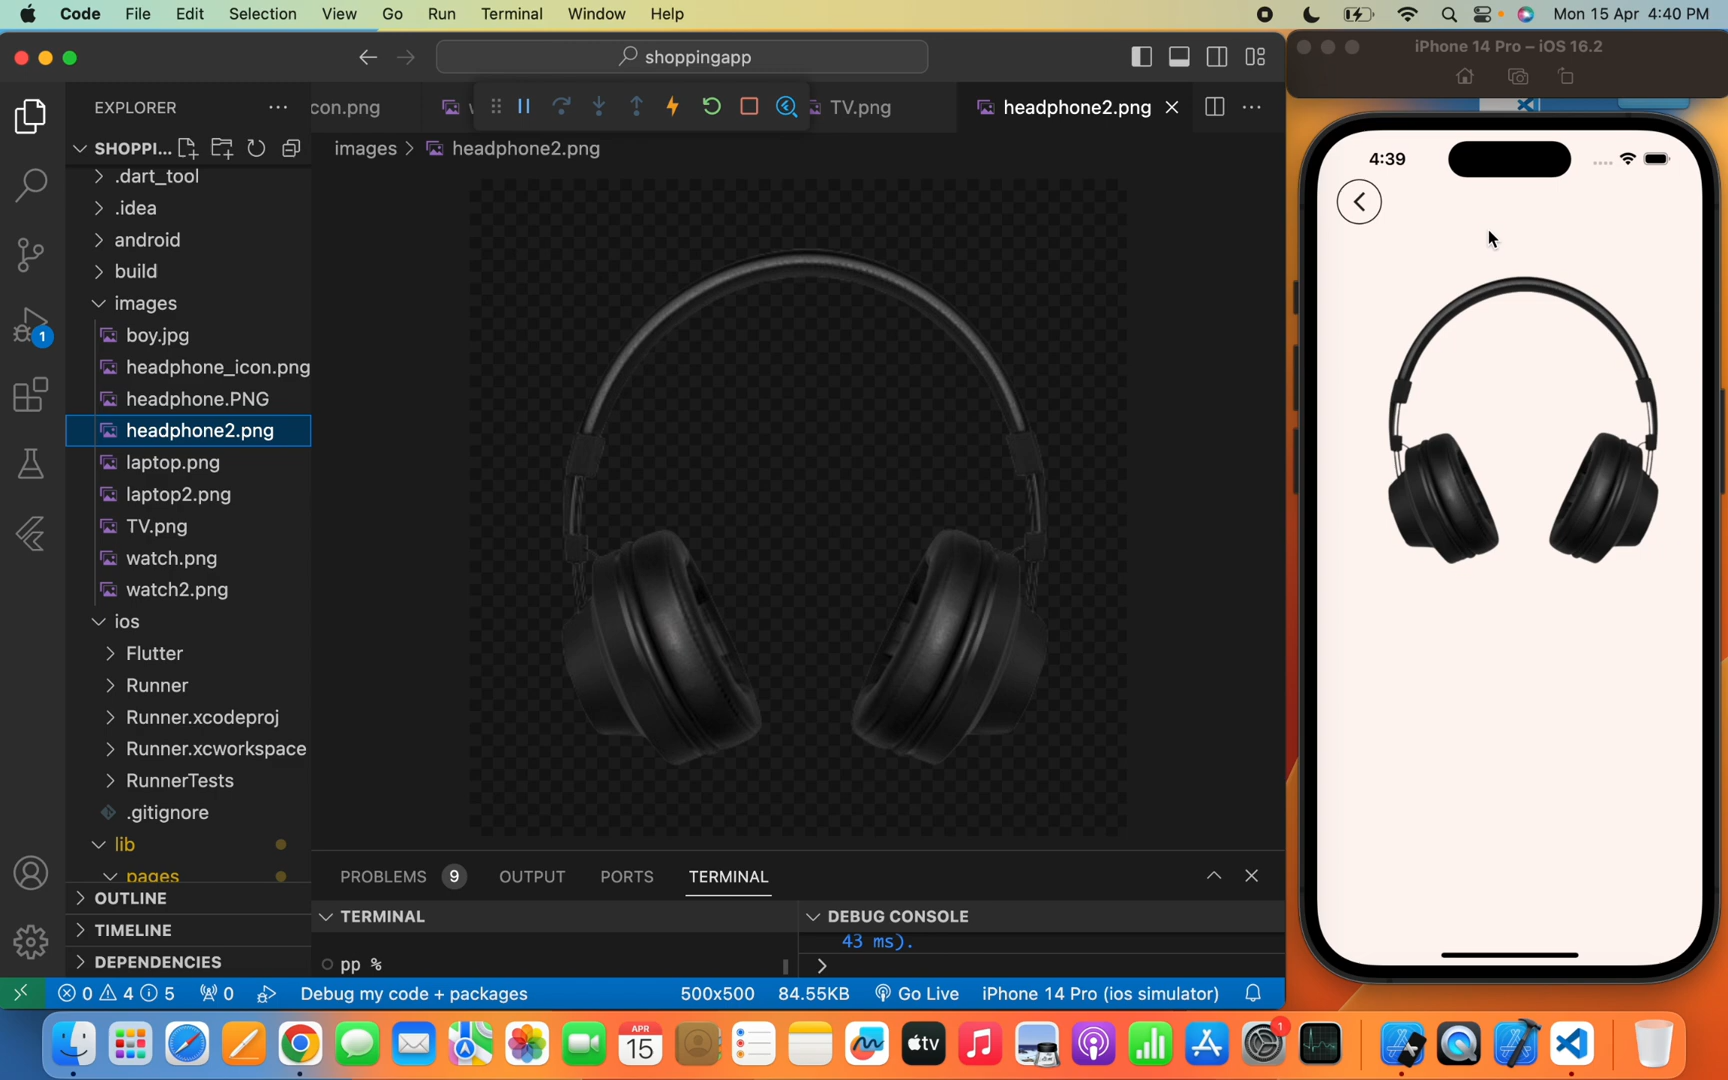 Code File Edit Selection View Go Run Terminal Window Help Mon 15 Apr 4:40 PM
shoppingapp
iPhone 14 Pro – iOS 16.2
EXPLORER
con.png
TV.png
headphone2.png
SHOPPI...
images > headphone2.png
.dart_tool
.idea
android
build
images
boy.jpg
headphone_icon.png
headphone.PNG
headphone2.png
laptop.png
laptop2.png
TV.png
watch.png
watch2.png
ios
Flutter
Runner
Runner.xcodeproj
Runner.xcworkspace
RunnerTests
.gitignore
lib
pages
OUTLINE
TIMELINE
DEPENDENCIES
1
4:39
PROBLEMS 9 OUTPUT PORTS TERMINAL
TERMINAL
pp %
DEBUG CONSOLE
43 ms).
>
0 4 5 0 Debug my code + packages 500x500 84.55KB Go Live iPhone 14 Pro (ios simulator)
APR
15
tv
1